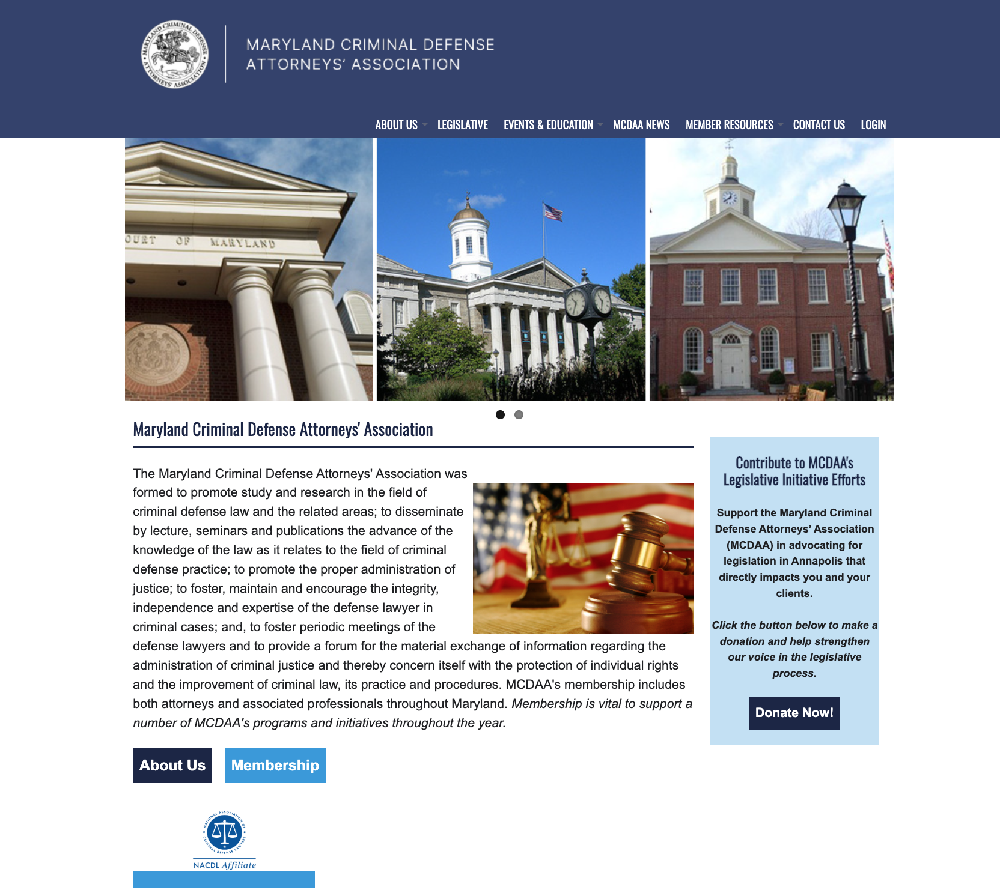 MARYLAND CRIMINAL DEFENSE
ATTORNEYS' ASSOCIATION
MARYLAND CRIMINAL DEFENSE
ATTORNEYS' ASSOCIATION
ABOUT US LEGISLATIVE EVENTS & EDUCATION MCDAA NEWS MEMBER RESOURCES CONTACT US LOGIN
OURT OF MARYLAND
Maryland Criminal Defense Attorneys' Association
The Maryland Criminal Defense Attorneys' Association was
formed to promote study and research in the field of
criminal defense law and the related areas; to disseminate
by lecture, seminars and publications the advance of the
knowledge of the law as it relates to the field of criminal
defense practice; to promote the proper administration of
justice; to foster, maintain and encourage the integrity,
independence and expertise of the defense lawyer in
criminal cases; and, to foster periodic meetings of the
defense lawyers and to provide a forum for the material exchange of information regarding the
administration of criminal justice and thereby concern itself with the protection of individual rights
and the improvement of criminal law, its practice and procedures. MCDAA's membership includes
both attorneys and associated professionals throughout Maryland. Membership is vital to support a
number of MCDAA's programs and initiatives throughout the year.
About Us Membership
NATIONAL ASSOCIATION OF
CRIMINAL DEFENSE LAWYERS
NACDL Affiliate
Contribute to MCDAA's
Legislative Initiative Efforts
Support the Maryland Criminal
Defense Attorneys’ Association
(MCDAA) in advocating for
legislation in Annapolis that
directly impacts you and your
clients.
Click the button below to make a
donation and help strengthen
our voice in the legislative
process.
Donate Now!